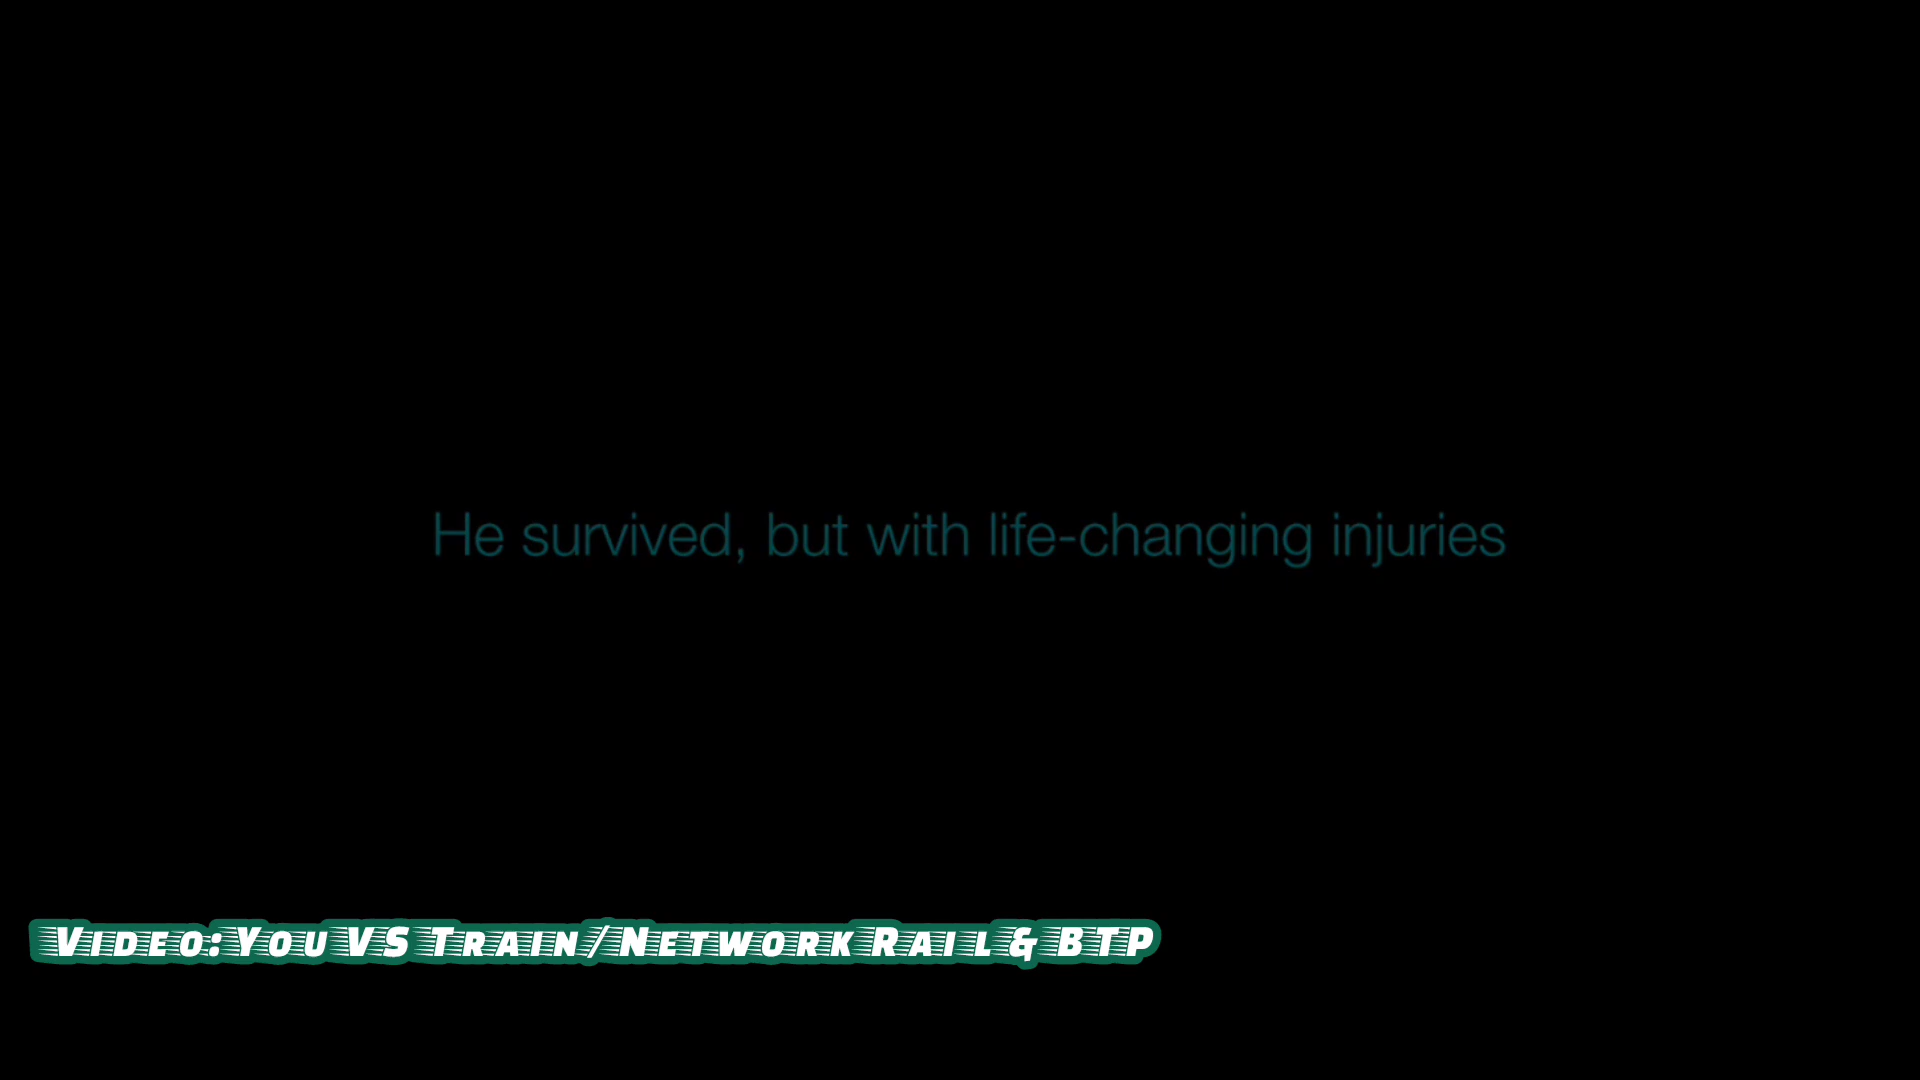 He survived, but with life-changing injuries
Video: You VS Train/Network Rail & BTP